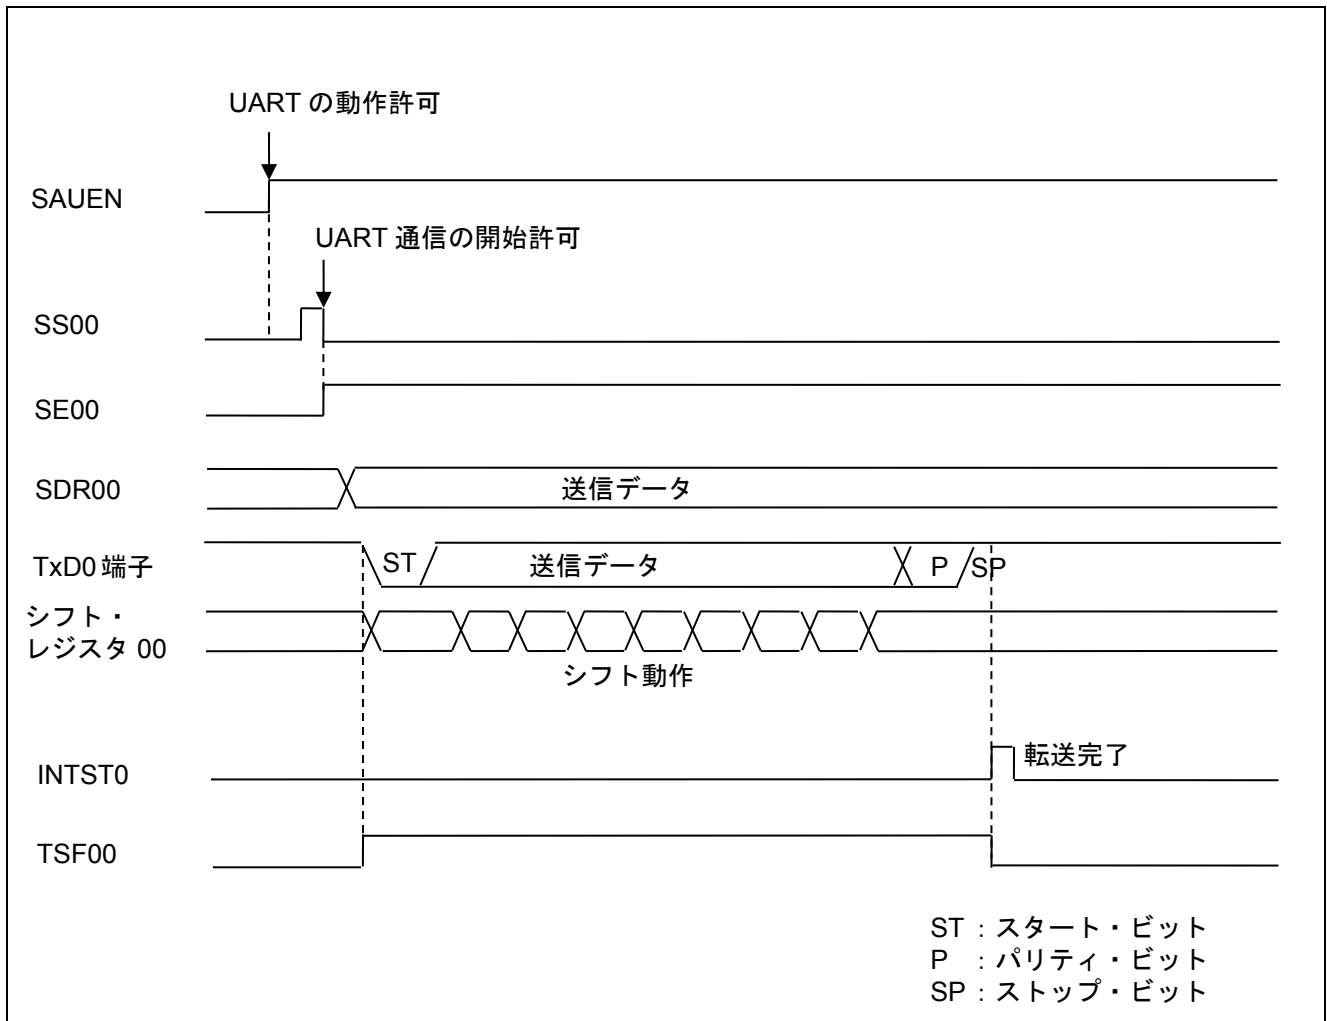 UART の動作許可
SAUEN
UART 通信の開始許可
SS00
SE00
SDR00
送信データ
TxD0 端子
ST
送信データ
P
SP
シフト・
レジスタ 00
シフト動作
INTST0
転送完了
TSF00
ST : スタート・ビット
P : パリティ・ビット
SP : ストップ・ビット